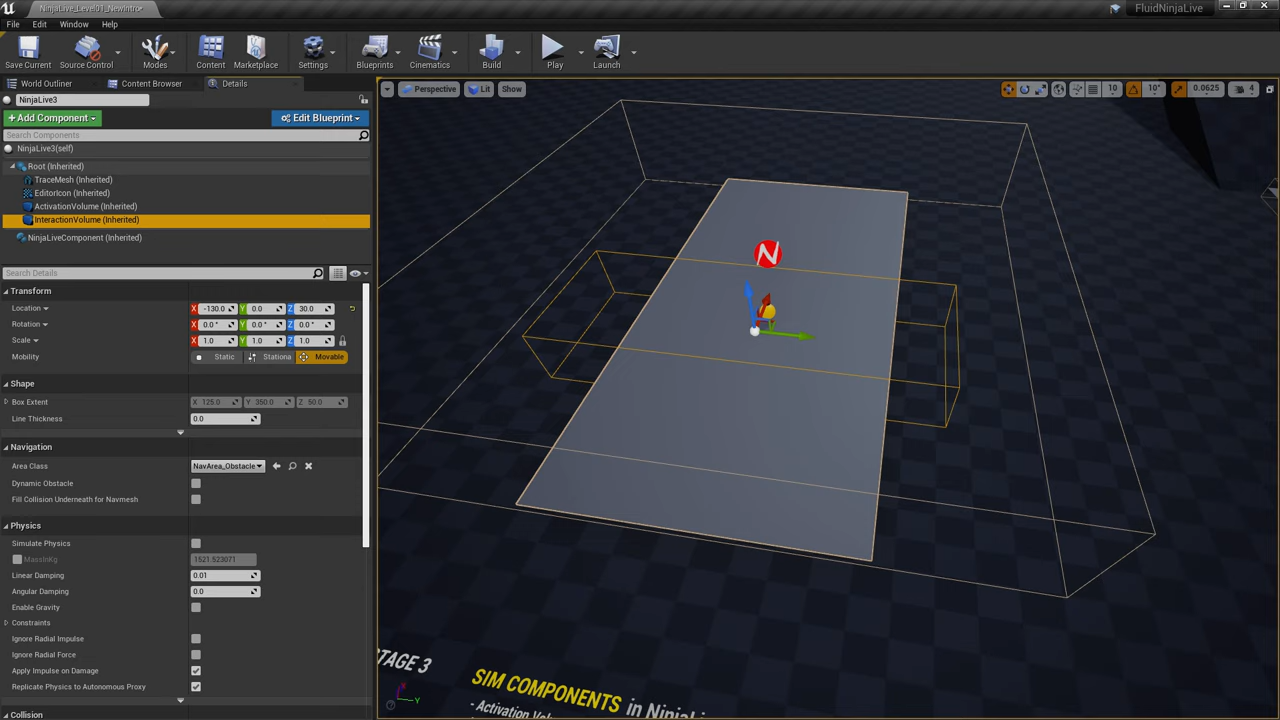 NinjaLive_Level01_NewIntro•
FluidNinjaLive
File Edit Window Help
Save Current Source Control Modes Content Marketplace Settings Blueprints Cinematics Build Play Launch
World Outliner Content Browser Details
Perspective Lit Show 10 10° 0.0625 4
NinjaLive3
+Add Component Edit Blueprint
Search Components
NinjaLive3(self)
Root (Inherited)
TraceMesh (Inherited)
EditorIcon (Inherited)
ActivationVolume (Inherited)
InteractionVolume (Inherited)
NinjaLiveComponent (Inherited)
Search Details
Transform
Location X -130.0 Y 0.0 Z 30.0
Rotation X 0.0 ° Y 0.0 ° Z 0.0 °
Scale X 1.0 Y 1.0 Z 1.0
Mobility Static Stationa Movable
Shape
Box Extent X 125.0 Y 350.0 Z 50.0
Line Thickness 0.0
Navigation
Area Class NavArea_Obstacle
Dynamic Obstacle
Fill Collision Underneath for Navmesh
Physics
Simulate Physics
MassInKg 1521.523071
Linear Damping 0.01
Angular Damping 0.0
Enable Gravity
Constraints
Ignore Radial Impulse
Ignore Radial Force
Apply Impulse on Damage
Replicate Physics to Autonomous Proxy
Collision
N
STAGE 3
SIM COMPONENTS in NinjaLi
- Activation Volu
X
Y